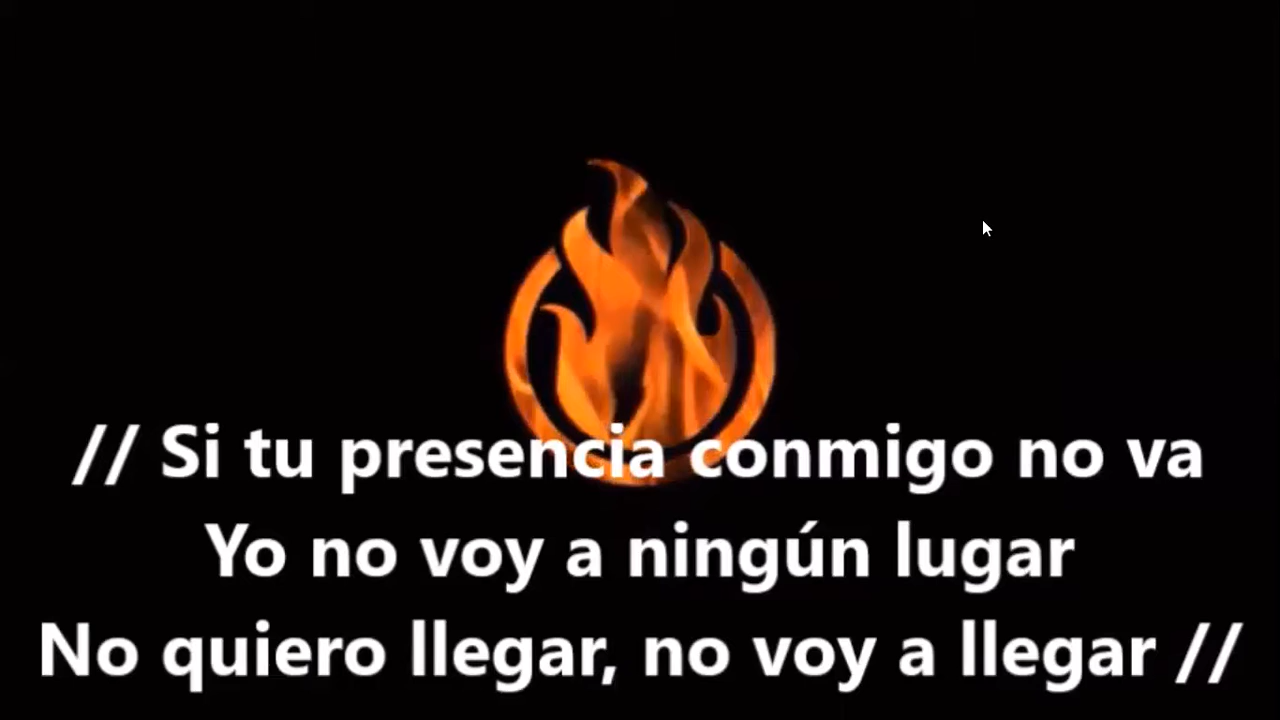 // Si tu presencia conmigo no va
Yo no voy a ningún lugar
No quiero llegar, no voy a llegar //